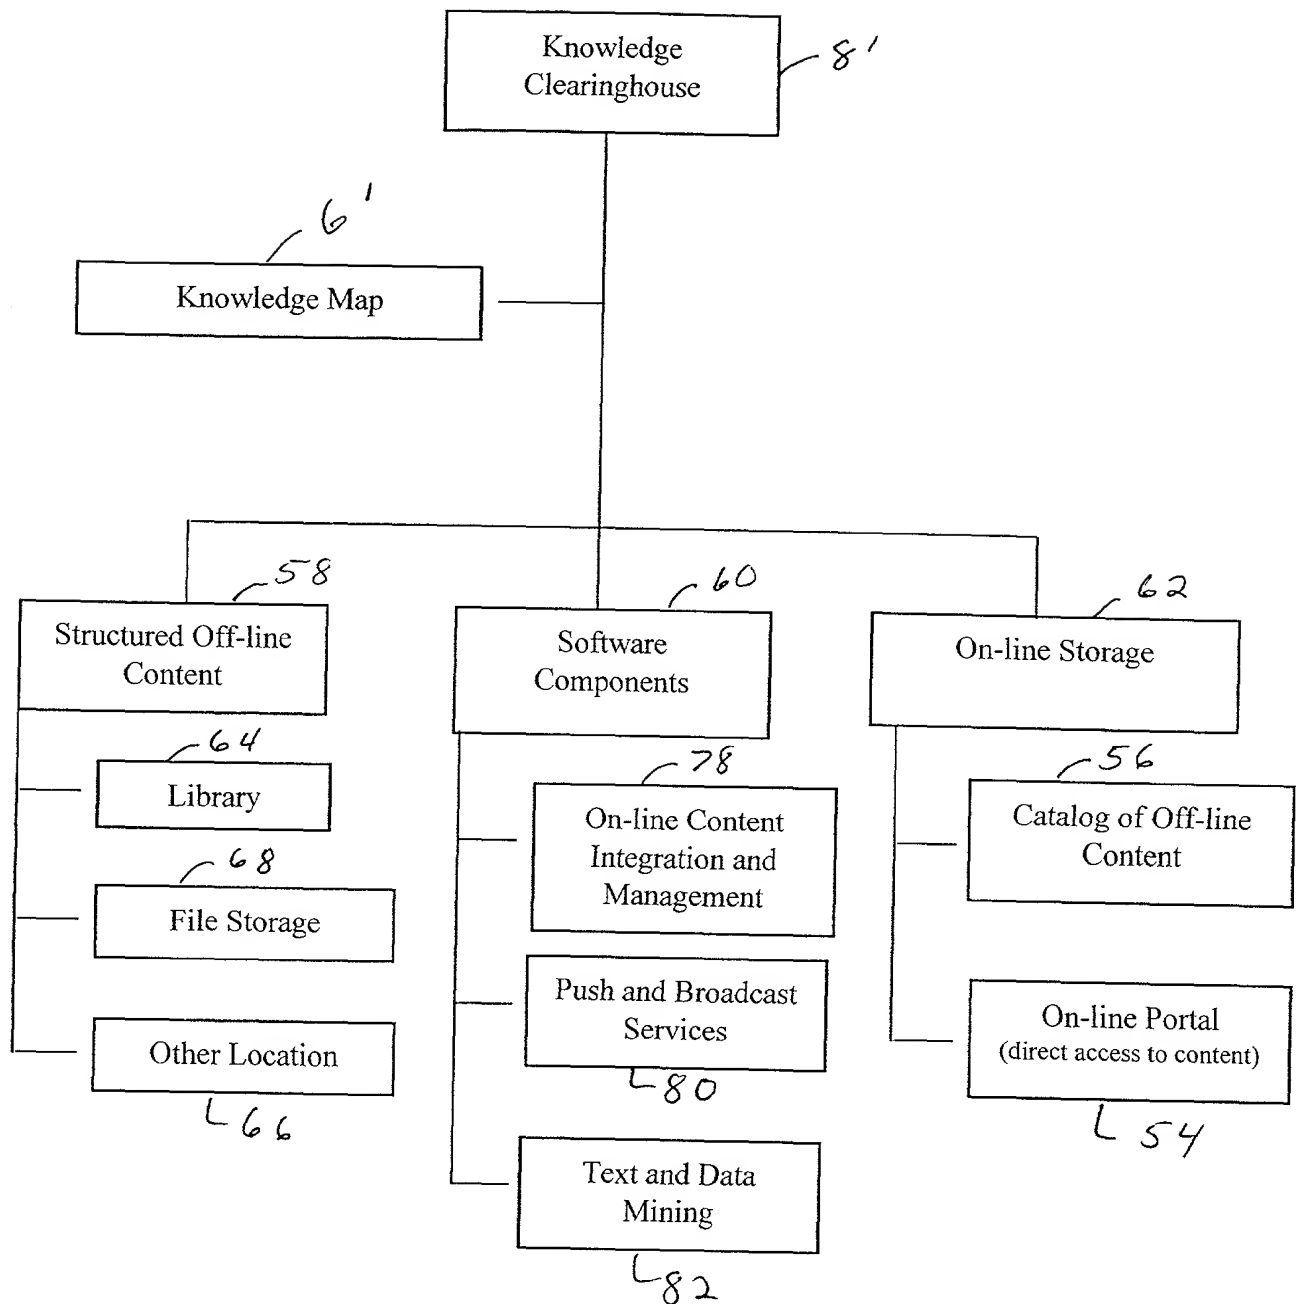 Knowledge
Clearinghouse
8'
6'
Knowledge Map
58
Structured Off-line
Content
64
Library
68
File Storage
Other Location
66
60
Software
Components
78
On-line Content
Integration and
Management
Push and Broadcast
Services
80
Text and Data
Mining
82
62
On-line Storage
56
Catalog of Off-line
Content
On-line Portal
(direct access to content)
54